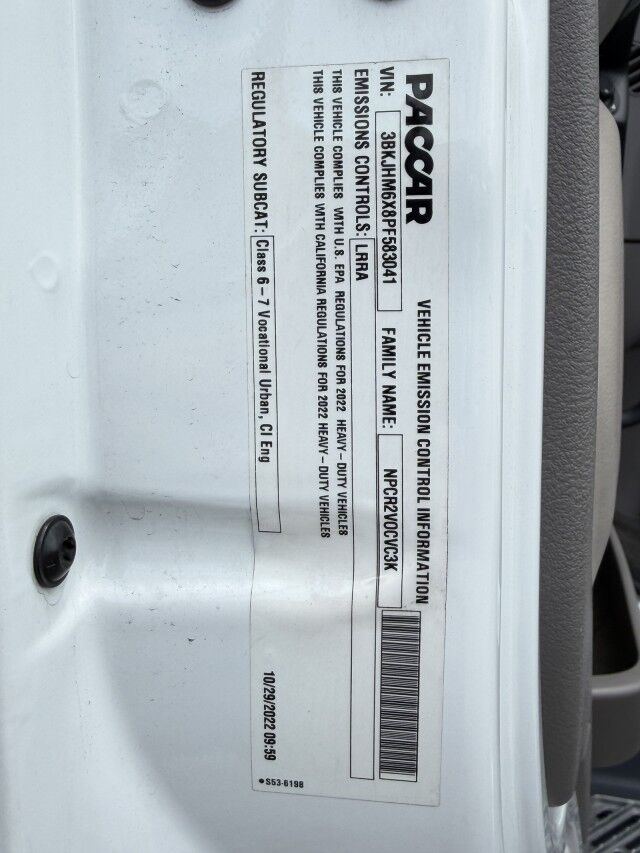 PACCAR
VEHICLE EMISSION CONTROL INFORMATION
VIN: 3BKJHM6X8PF583041 FAMILY NAME: NPCR2VOCVC3K
EMISSIONS CONTROLS: LRRA
THIS VEHICLE COMPLIES WITH U.S. EPA REGULATIONS FOR 2022 HEAVY-DUTY VEHICLES
THIS VEHICLE COMPLIES WITH CALIFORNIA REGULATIONS FOR 2022 HEAVY-DUTY VEHICLES
REGULATORY SUBCAT: Class 6-7 Vocational Urban, CI Eng
10/29/2022 09:59
• S53-6198